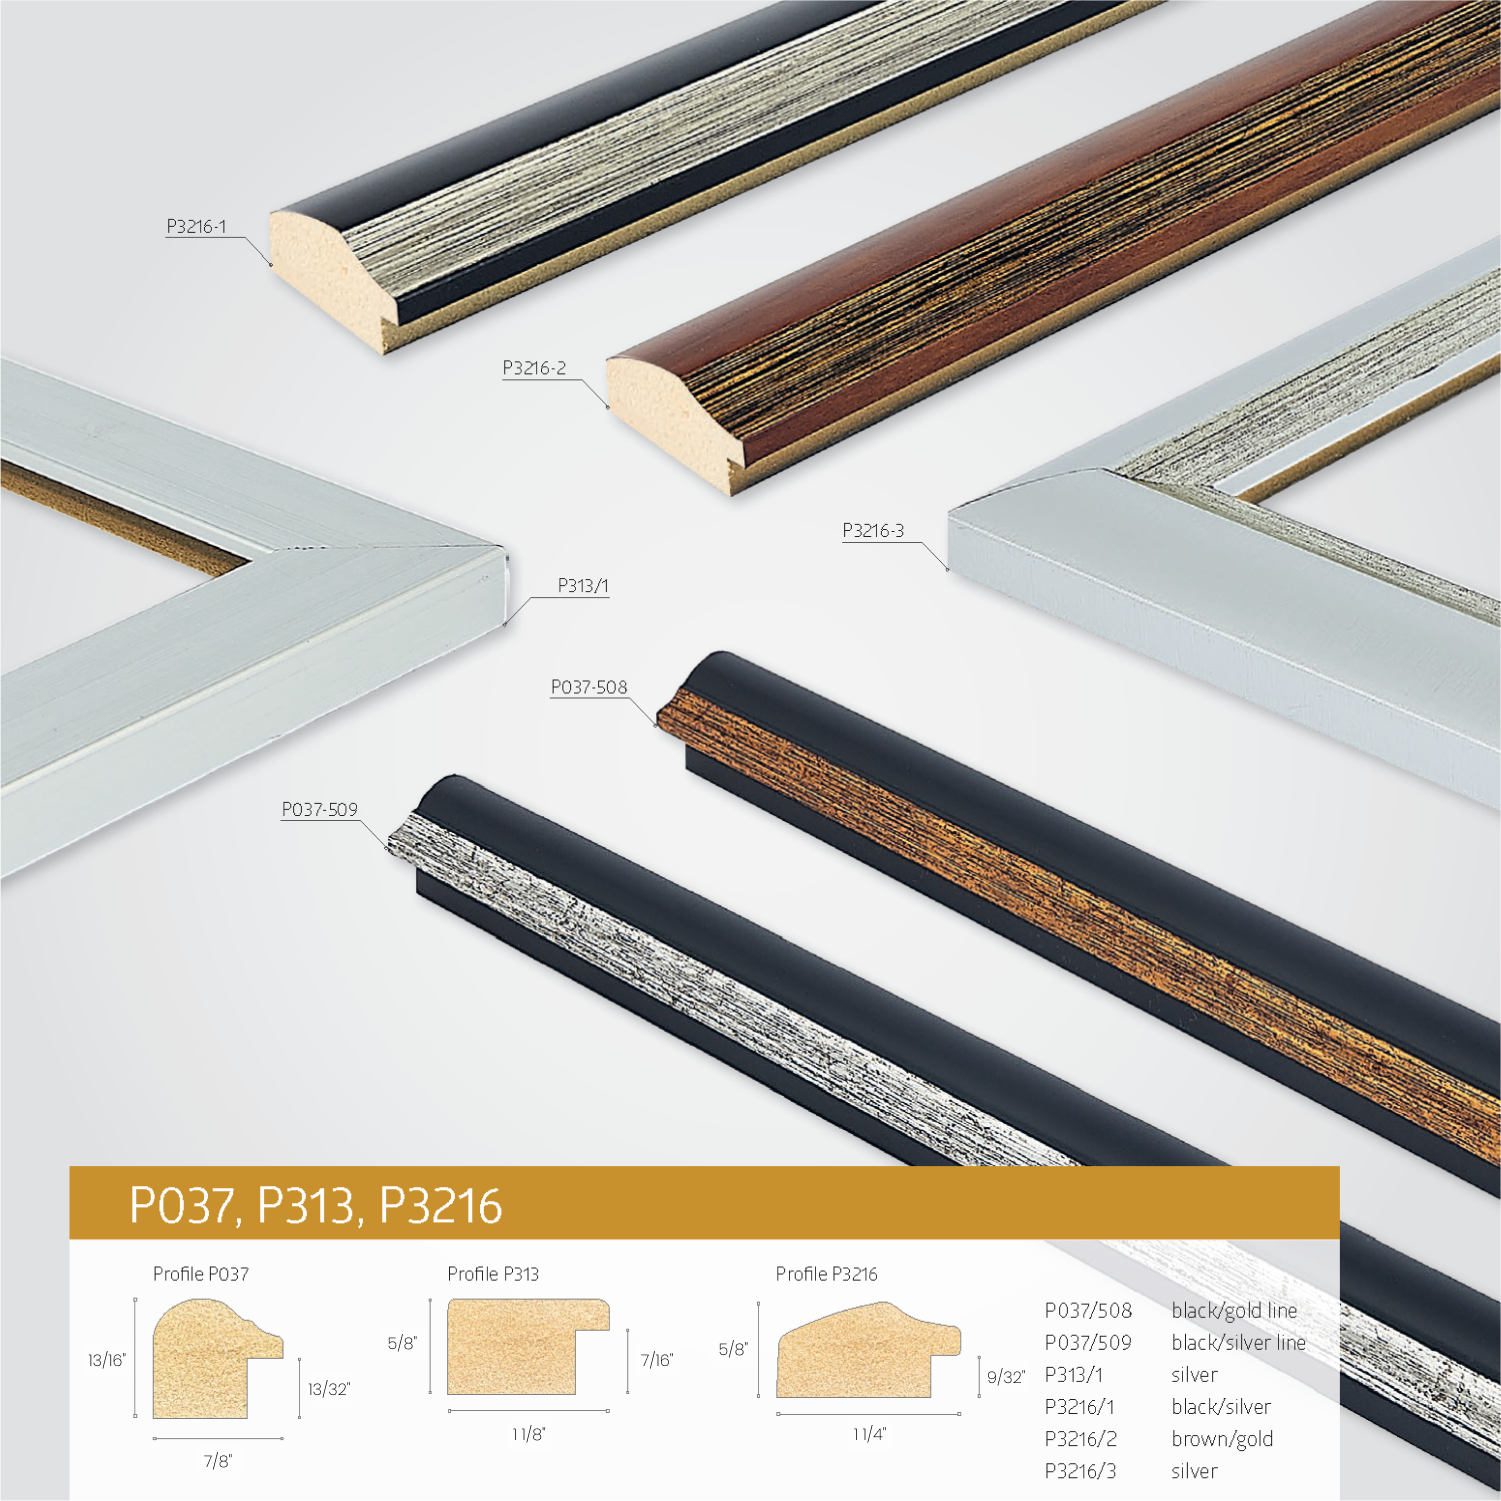 P3216-1
P3216-2
P3216-3
P313/1
P037-508
P037-509
P037, P313, P3216
Profile P037
Profile P313
Profile P3216
13/16"
13/32"
7/8"
5/8"
7/16"
1 1/8"
5/8"
9/32"
1 1/4"
P037/508 black/gold line
P037/509 black/silver line
P313/1 silver
P3216/1 black/silver
P3216/2 brown/gold
P3216/3 silver